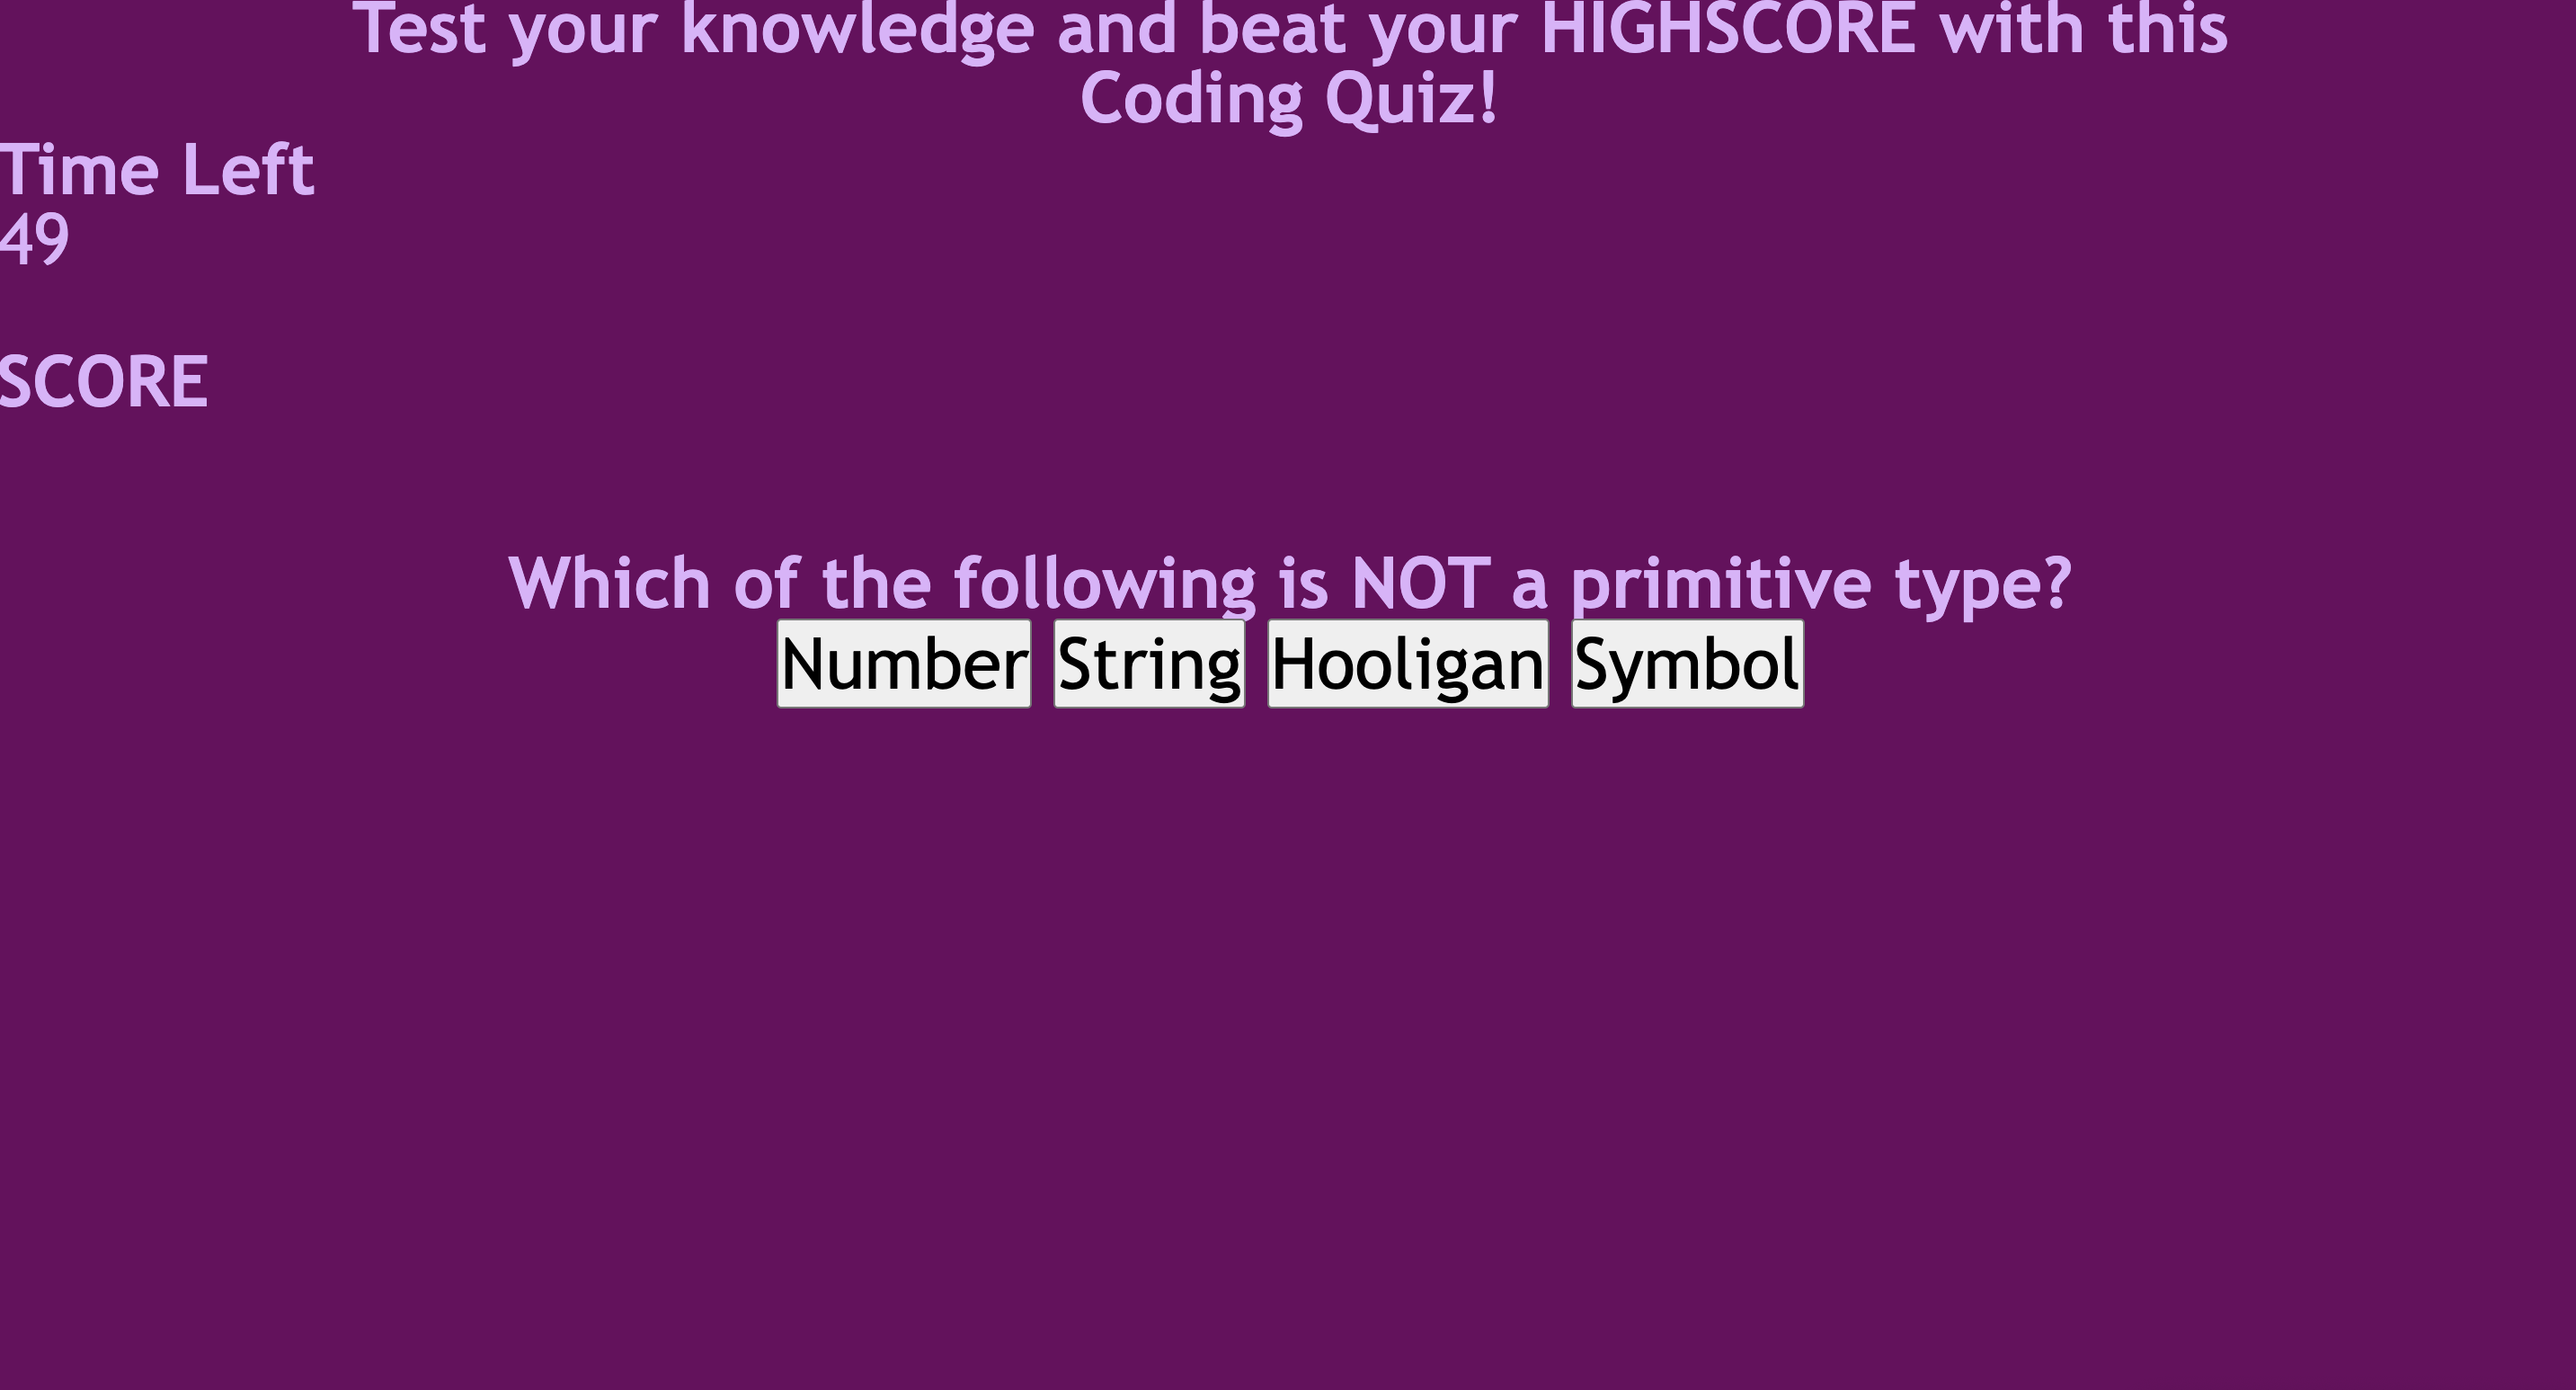 Test your knowledge and beat your HIGHSCORE with this
Coding Quiz!
Time Left
49
SCORE
Which of the following is NOT a primitive type?
Number String Hooligan Symbol